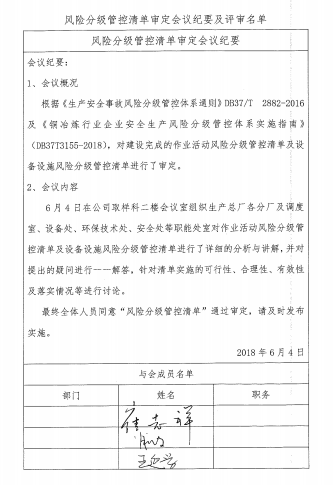 风险分级管控清单审定会议纪要及评审名单
风险分级管控清单审定会议纪要
会议纪要：
1、会议概况
根据《生产安全事故风险分级管控体系通则》DB37/T 2882-2016
及《铜冶炼行业企业安全生产风险分级管控体系实施指南》
（DB37T3155-2018），对建设完成的作业活动风险分级管控清单及设
备设施风险分级管控清单进行了审定。
2、会议内容
6月4日在公司取样科二楼会议室组织生产总厂各分厂及调度
室、设备处、环保技术处、安全处等职能处室对作业活动风险分级管
控清单及设备设施风险分级管控清单进行了详细的分析与讲解，并对
提出的疑问进行一一解答，针对清单实施的可行性、合理性、有效性
及落实情况等进行讨论。
最终全体人员同意“风险分级管控清单”通过审定，请及时发布
实施。
2018年6月4日
与会成员名单
部门 姓名 职务
崔志祥